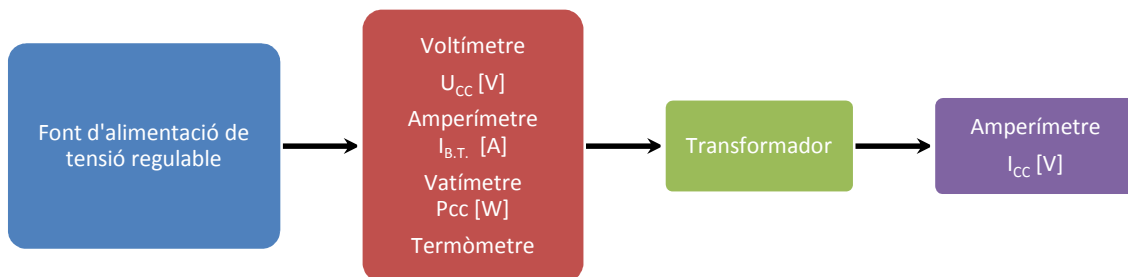 Font d'alimentació de
tensió regulable
Voltímetre
U_CC [V]
Amperímetre
I_B.T. [A]
Vatímetre
Pcc [W]
Termòmetre
Transformador
Amperímetre
I_CC [V]